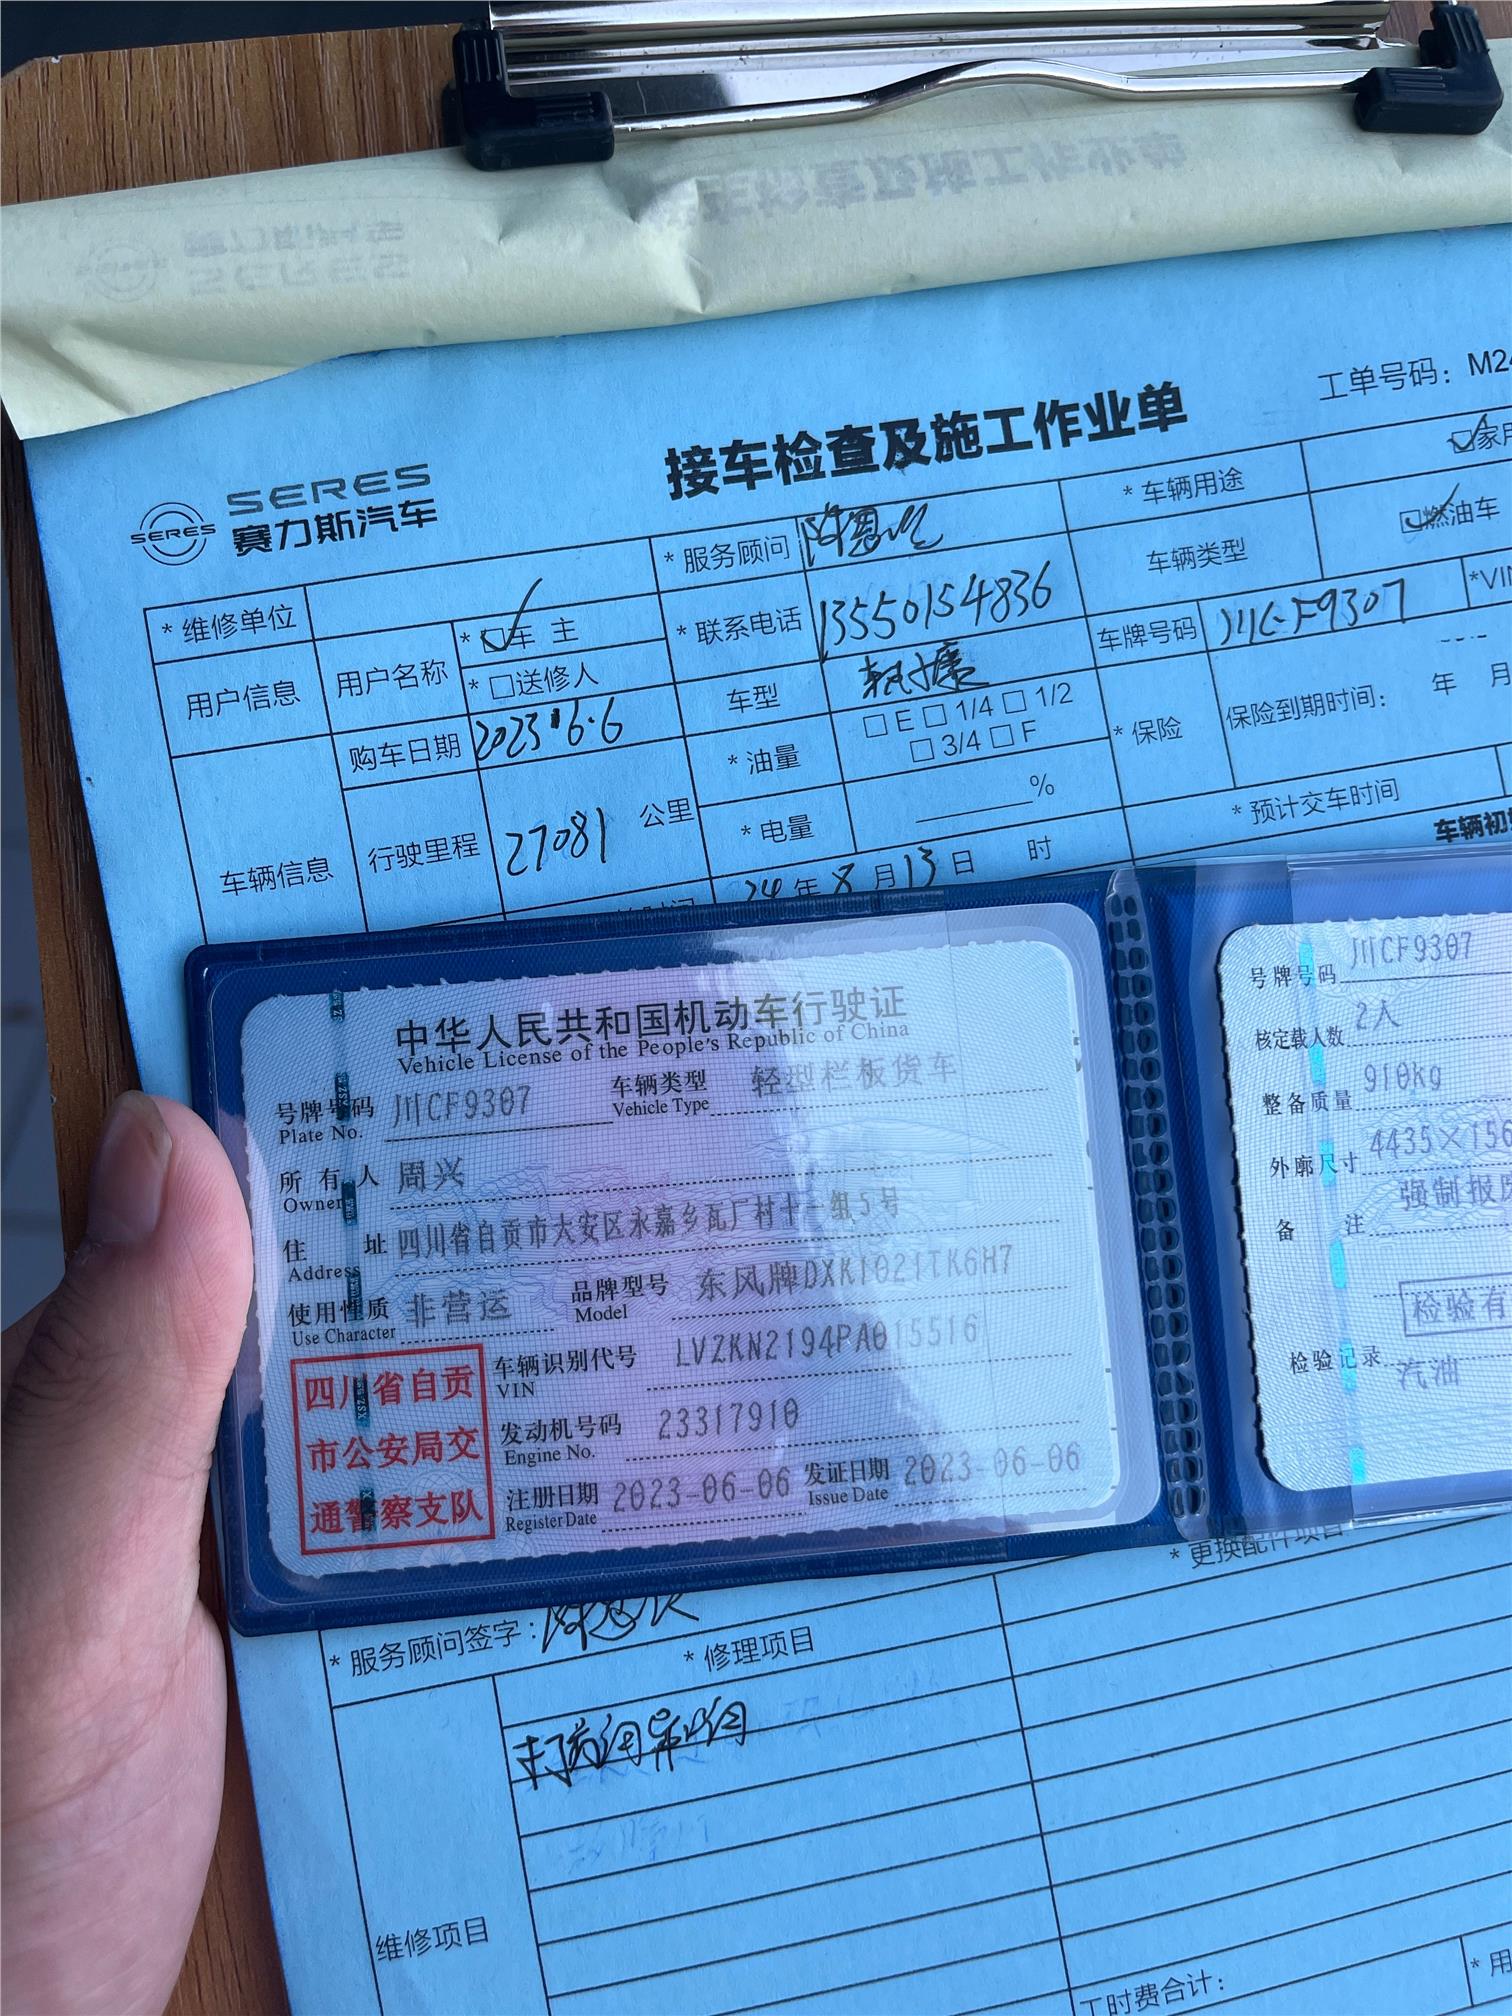 工单号码：M24
接车检查及施工作业单
SERES
SERES
赛力斯汽车
* 服务顾问
* 车辆用途
家用
* 维修单位
* 联系电话 13550154836
车辆类型
燃油车
用户信息
用户名称
* 车 主
* 送修人
车型
车牌号码 川C·F9307
*VIN
购车日期 2023.6.6
* 油量
E 1/4 1/2
3/4 F
* 保险
保险到期时间： 年 月
车辆信息
行驶里程 27081 公里
* 电量 %
* 预计交车时间
24 年 8 月 13 日 时
车辆初
中华人民共和国机动车行驶证
Vehicle License of the People's Republic of China
号牌号码 川CF9307 车辆类型 轻型栏板货车
Plate No. Vehicle Type
所有人 周兴
Owner
住址 四川省自贡市大安区永嘉乡瓦厂村十一组5号
Address
使用性质 非营运 品牌型号 东风牌DXK1021TK6H7
Use Character Model
车辆识别代号 LVZKN2194PA015516
VIN
发动机号码 23317910
Engine No.
注册日期 2023-06-06 发证日期 2023-06-06
Register Date Issue Date
四川省自贡
市公安局交
通警察支队
号牌号码 川CF9307
核定载人数 2人
整备质量 910kg
外廓尺寸 4435×156
备注 强制报废
检验有
检验记录 汽油
* 更换配件项目
* 服务顾问签字：
* 修理项目
维修项目
工时费合计：
* 用